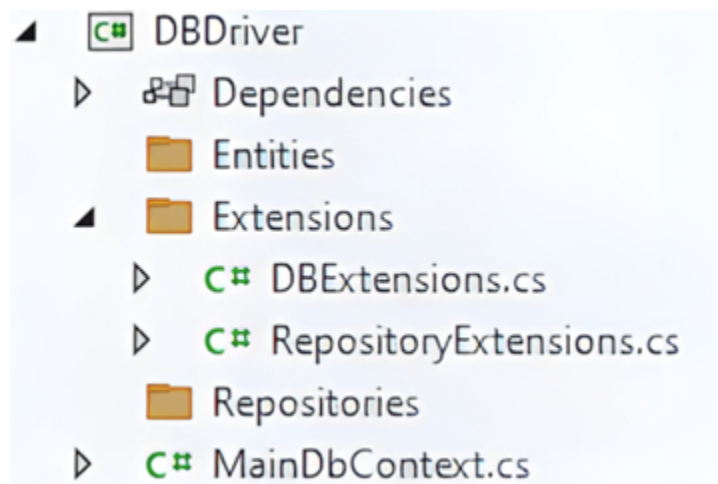 C# DBDriver
Dependencies
Entities
Extensions
C# DBExtensions.cs
C# RepositoryExtensions.cs
Repositories
C# MainDbContext.cs